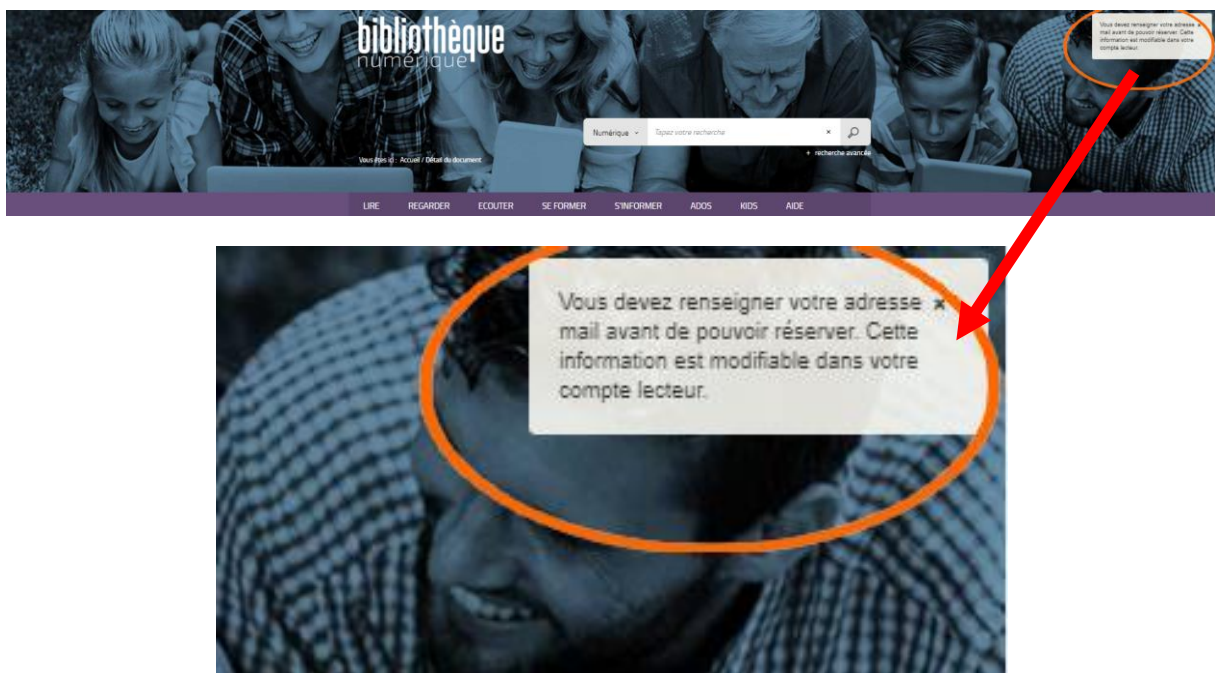 bibliothèque
numérique
Vous devez renseigner votre adresse ×
mail avant de pouvoir réserver. Cette
information est modifiable dans votre
compte lecteur.
Numérique
Tapez votre recherche ×
+ recherche avancée
Vous êtes ici : Accueil / Détail du document
LIRE REGARDER ECOUTER SE FORMER S'INFORMER ADOS KIDS AIDE
Vous devez renseigner votre adresse ×
mail avant de pouvoir réserver. Cette
information est modifiable dans votre
compte lecteur.